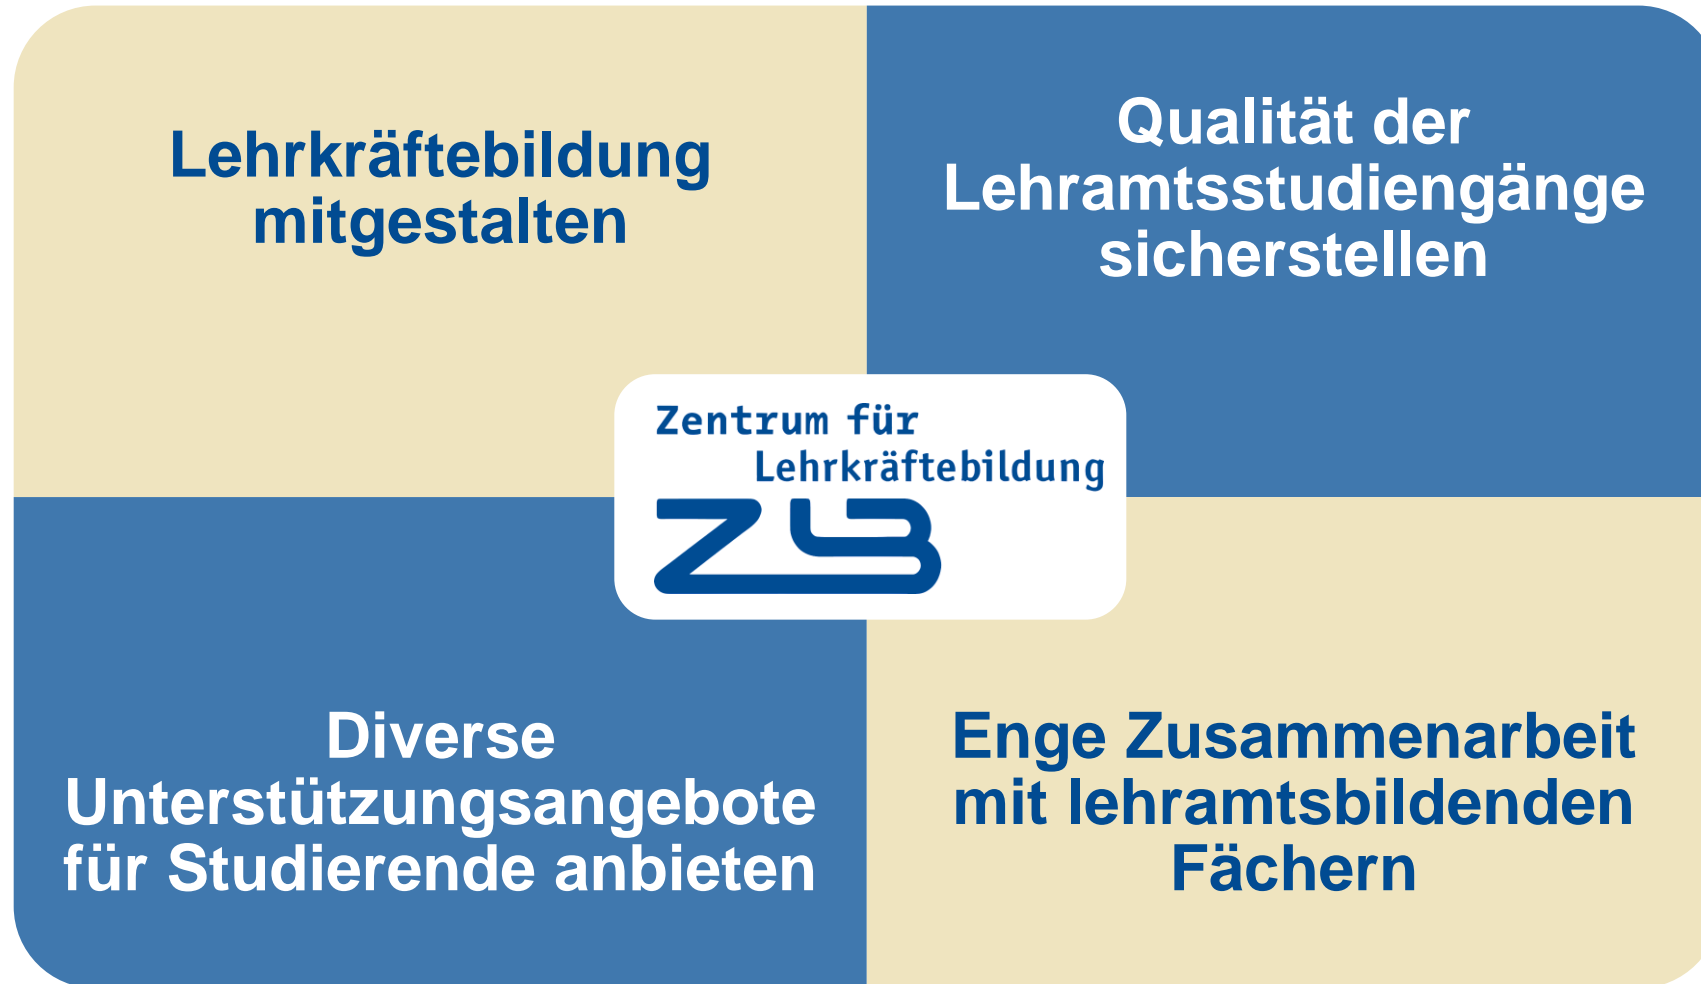 Lehrkräftebildung
mitgestalten
Qualität der
Lehramtsstudiengänge
sicherstellen
Zentrum für
Lehrkräftebildung
ZLB
Diverse
Unterstützungsangebote
für Studierende anbieten
Enge Zusammenarbeit
mit lehramtsbildenden
Fächern